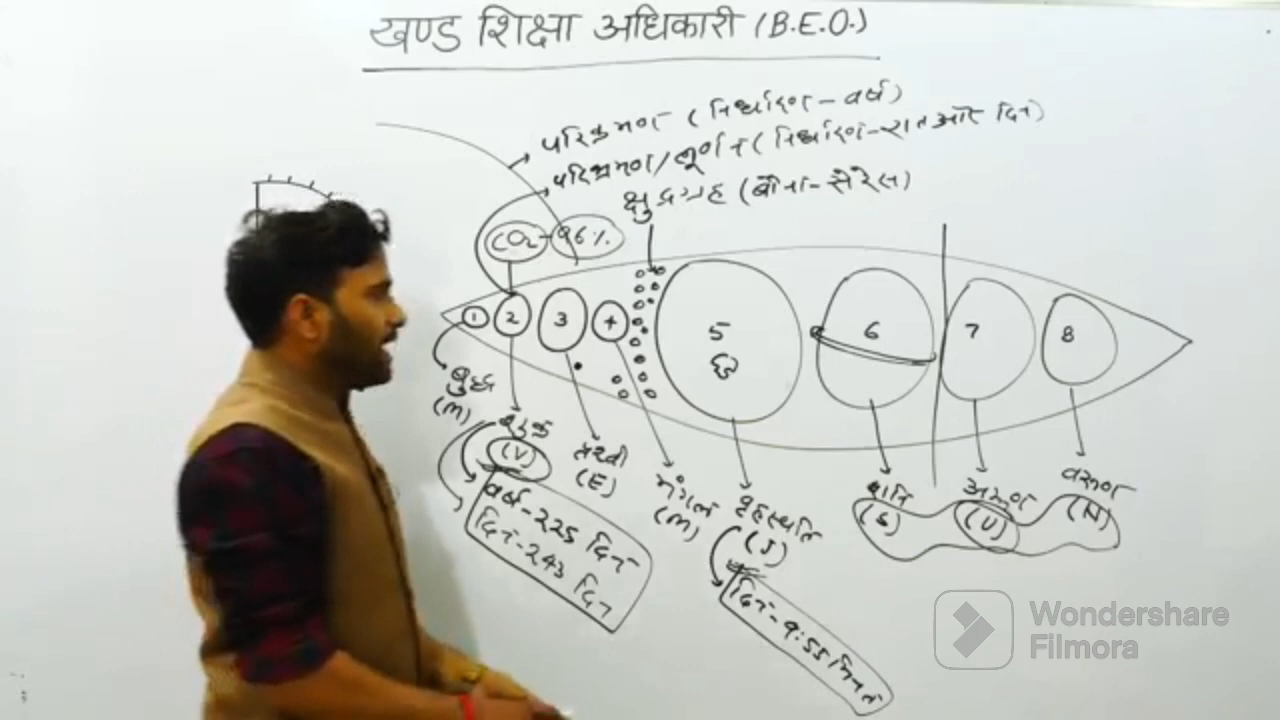 खण्ड शिक्षा अधिकारी (B.E.O.)
परिक्रमण (निर्धारण - वर्ष)
परिभ्रमण/घूर्णन (निर्धारण - रात और दिन)
क्षुद्रग्रह (बौना - सेरेस)
CO2 - 96%
1 2 3 4 5 6 7 8
बुध
(M)
शुक्र
(V)
पृथ्वी
(E)
मंगल
(M)
बृहस्पति
(J)
शनि
(S)
अरुण
(U)
वरुण
(N)
वर्ष - 225 दिन
दिन - 243 दिन
दिन - 9:55 मिनट
Wondershare
Filmora